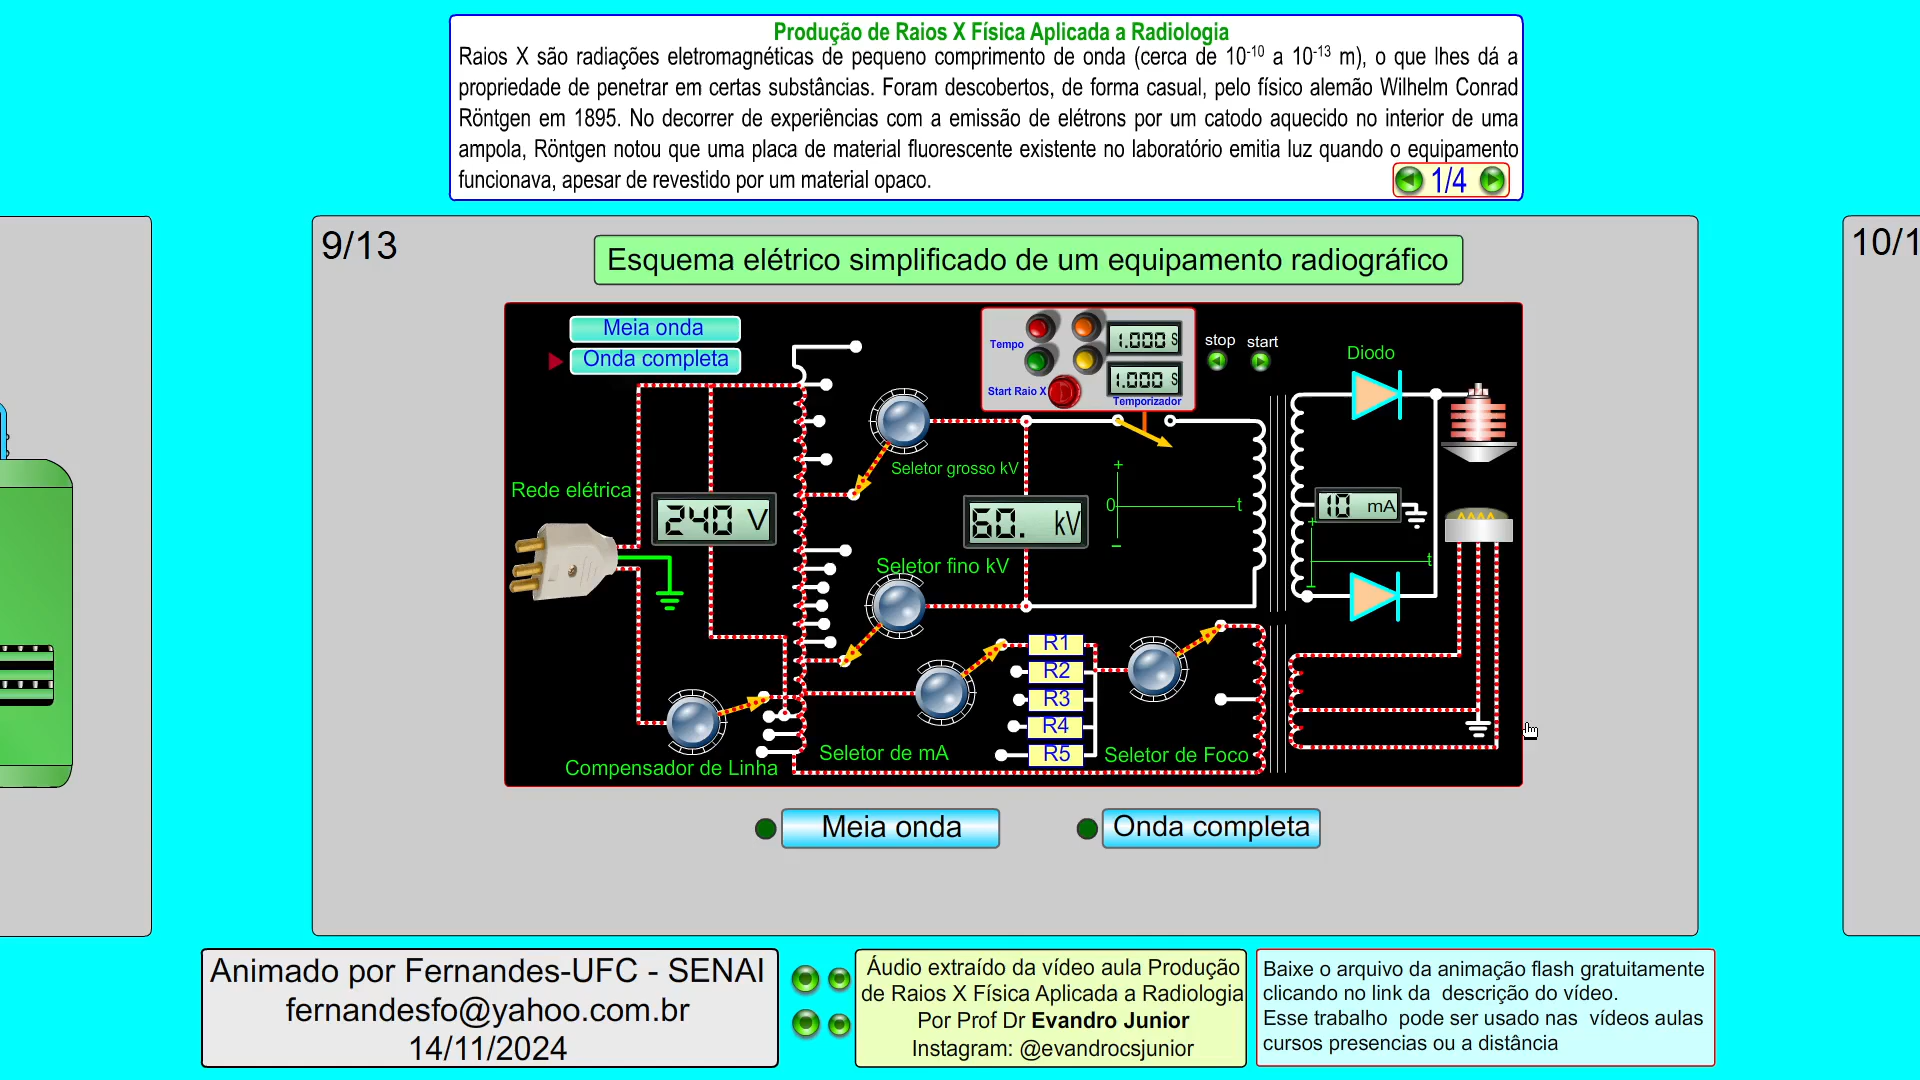 Produção de Raios X Física Aplicada a Radiologia
Raios X são radiações eletromagnéticas de pequeno comprimento de onda (cerca de 10⁻¹⁰ a 10⁻¹³ m), o que lhes dá a
propriedade de penetrar em certas substâncias. Foram descobertos, de forma casual, pelo físico alemão Wilhelm Conrad
Röntgen em 1895. No decorrer de experiências com a emissão de elétrons por um catodo aquecido no interior de uma
ampola, Röntgen notou que uma placa de material fluorescente existente no laboratório emitia luz quando o equipamento
funcionava, apesar de revestido por um material opaco.
1/4
9/13
10/1
Esquema elétrico simplificado de um equipamento radiográfico
Meia onda
Onda completa
Tempo
1.000 S
1.000 S
Start Raio X
Temporizador
stop
start
Diodo
Seletor grosso kV
Rede elétrica
240 V
60. kV
+
0
t
−
10 mA
+
t
−
Seletor fino kV
R1
R2
R3
R4
R5
Seletor de mA
Seletor de Foco
Compensador de Linha
Meia onda
Onda completa
Animado por Fernandes-UFC - SENAI
fernandesfo@yahoo.com.br
14/11/2024
Áudio extraído da vídeo aula Produção
de Raios X Física Aplicada a Radiologia
Por Prof Dr Evandro Junior
Instagram: @evandrocsjunior
Baixe o arquivo da animação flash gratuitamente
clicando no link da descrição do vídeo.
Esse trabalho pode ser usado nas vídeos aulas
cursos presencias ou a distância